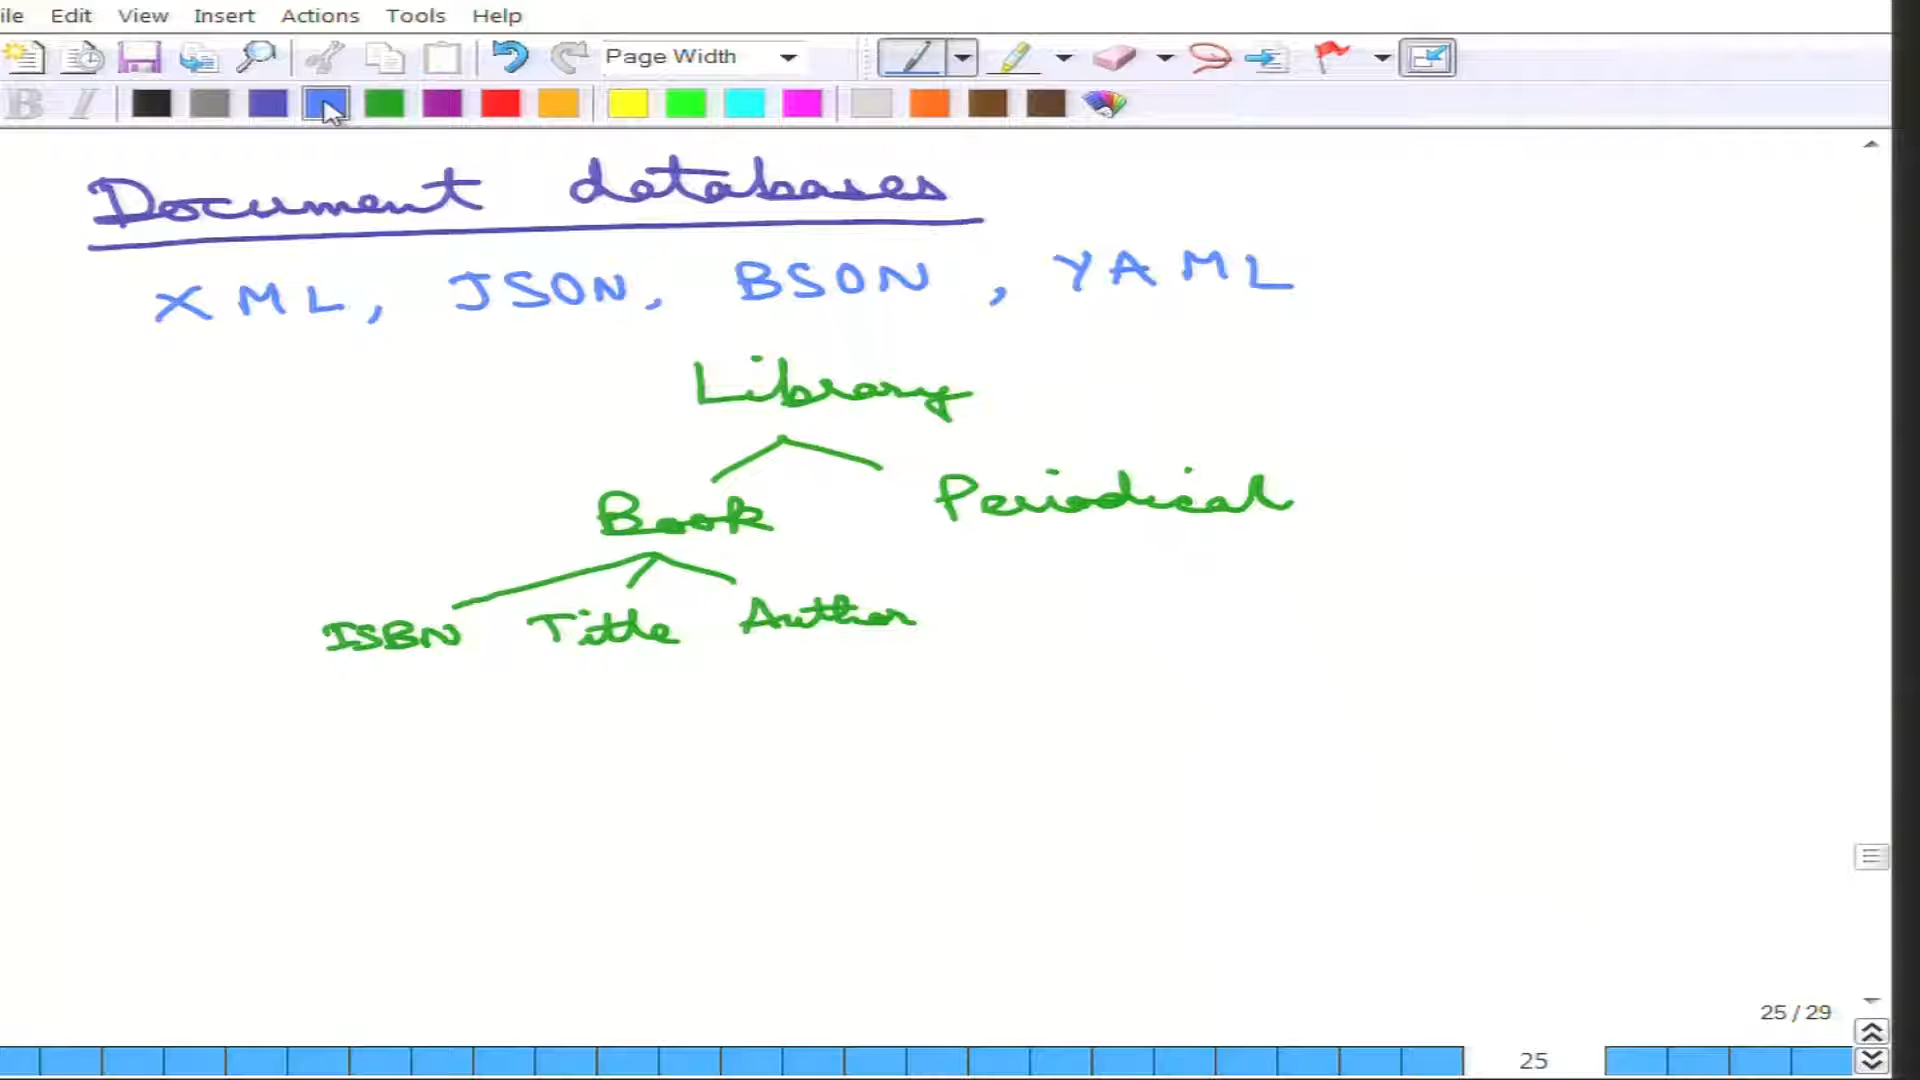 ile Edit View Insert Actions Tools Help
Page Width
B I
Document databases
XML, JSON, BSON, YAML
Library
Book Periodical
ISBN Title Author
25 / 29
25